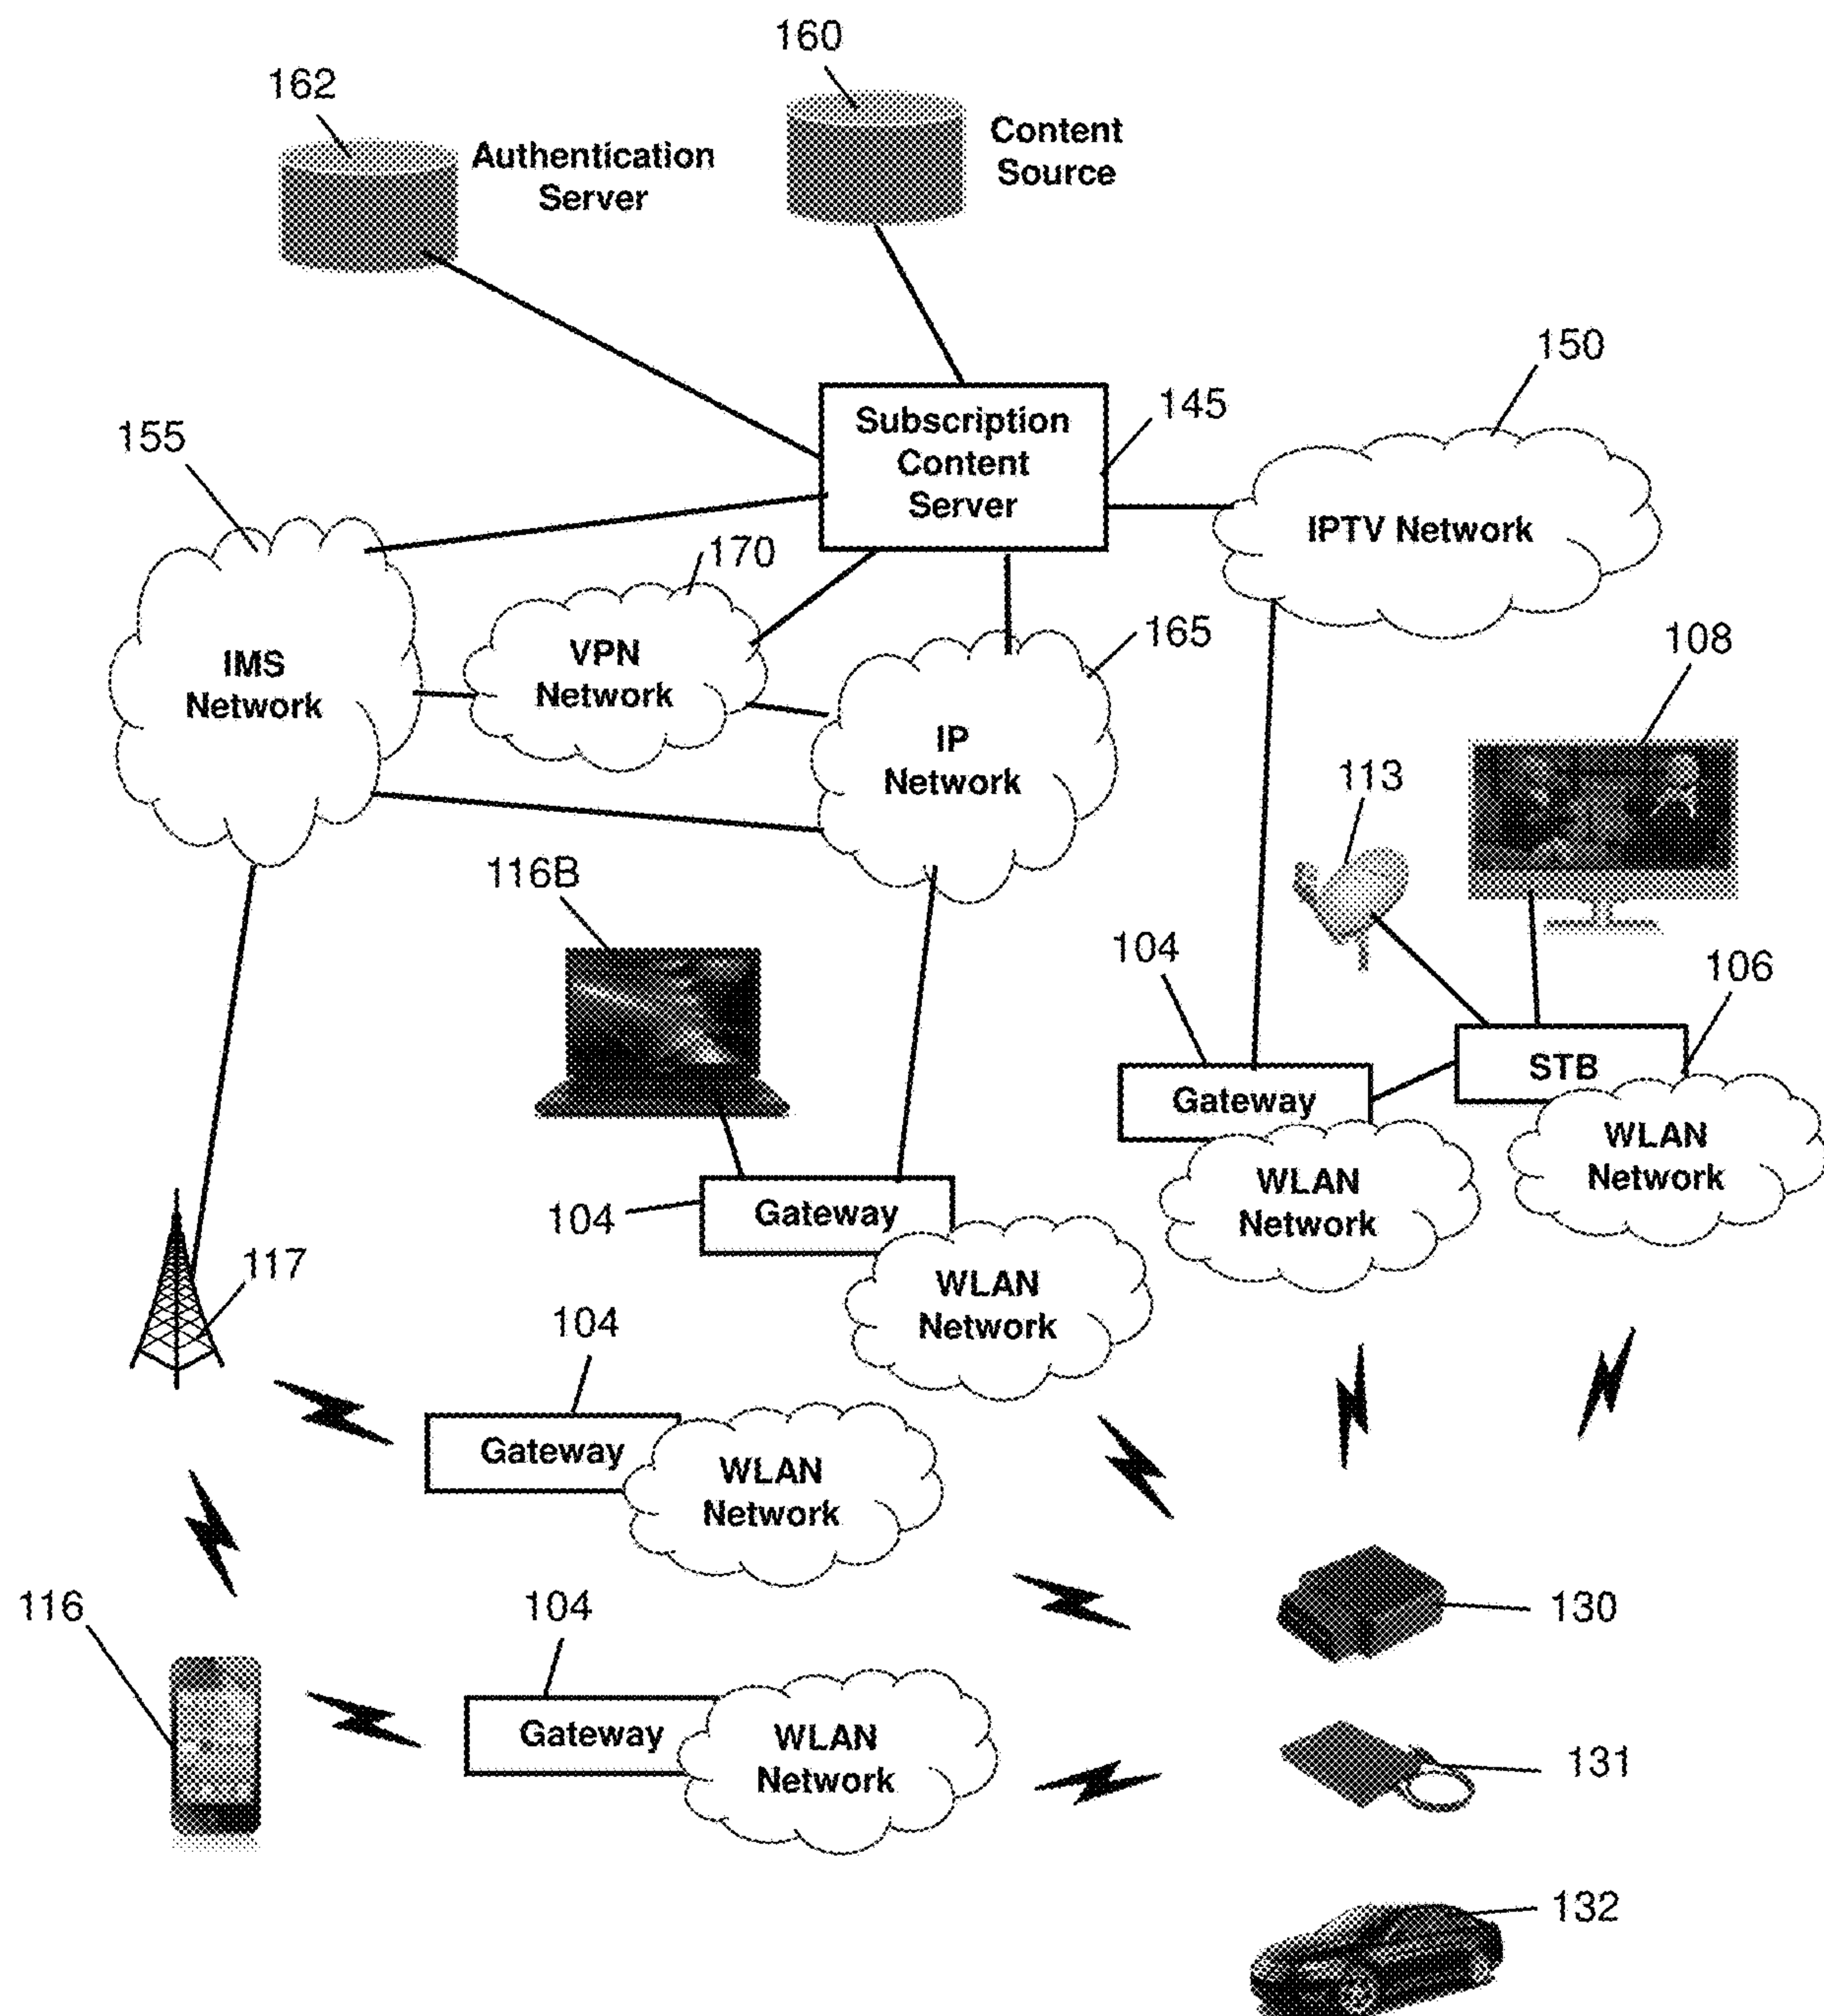 160
162
Content
Source
Authentication
Server
150
145
Subscription
Content
Server
155
IPTV Network
170
165
108
VPN
Network
IMS
Network
IP
Network
113
116B
104
106
STB
Gateway
WLAN
Network
WLAN
Network
104
Gateway
117
WLAN
Network
104
Gateway
WLAN
Network
116
104
130
Gateway
WLAN
Network
131
132